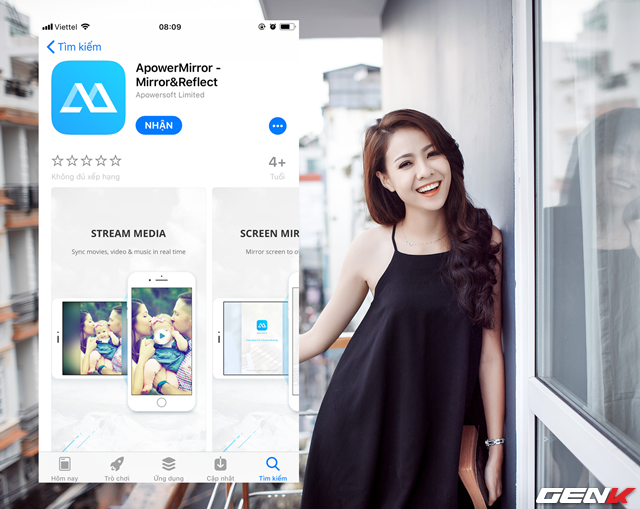 Viettel
08:09
Tìm kiếm
ApowerMirror -
Mirror&Reflect
Apowersoft Limited
NHẬN
4+
Không đủ xếp hạng
Tuổi
STREAM MEDIA
Sync movies, video & music in real time
SCREEN MIR
Mirror screen to o
Hôm nay
Trò chơi
Ứng dụng
Cập nhật
Tìm kiếm
GENK